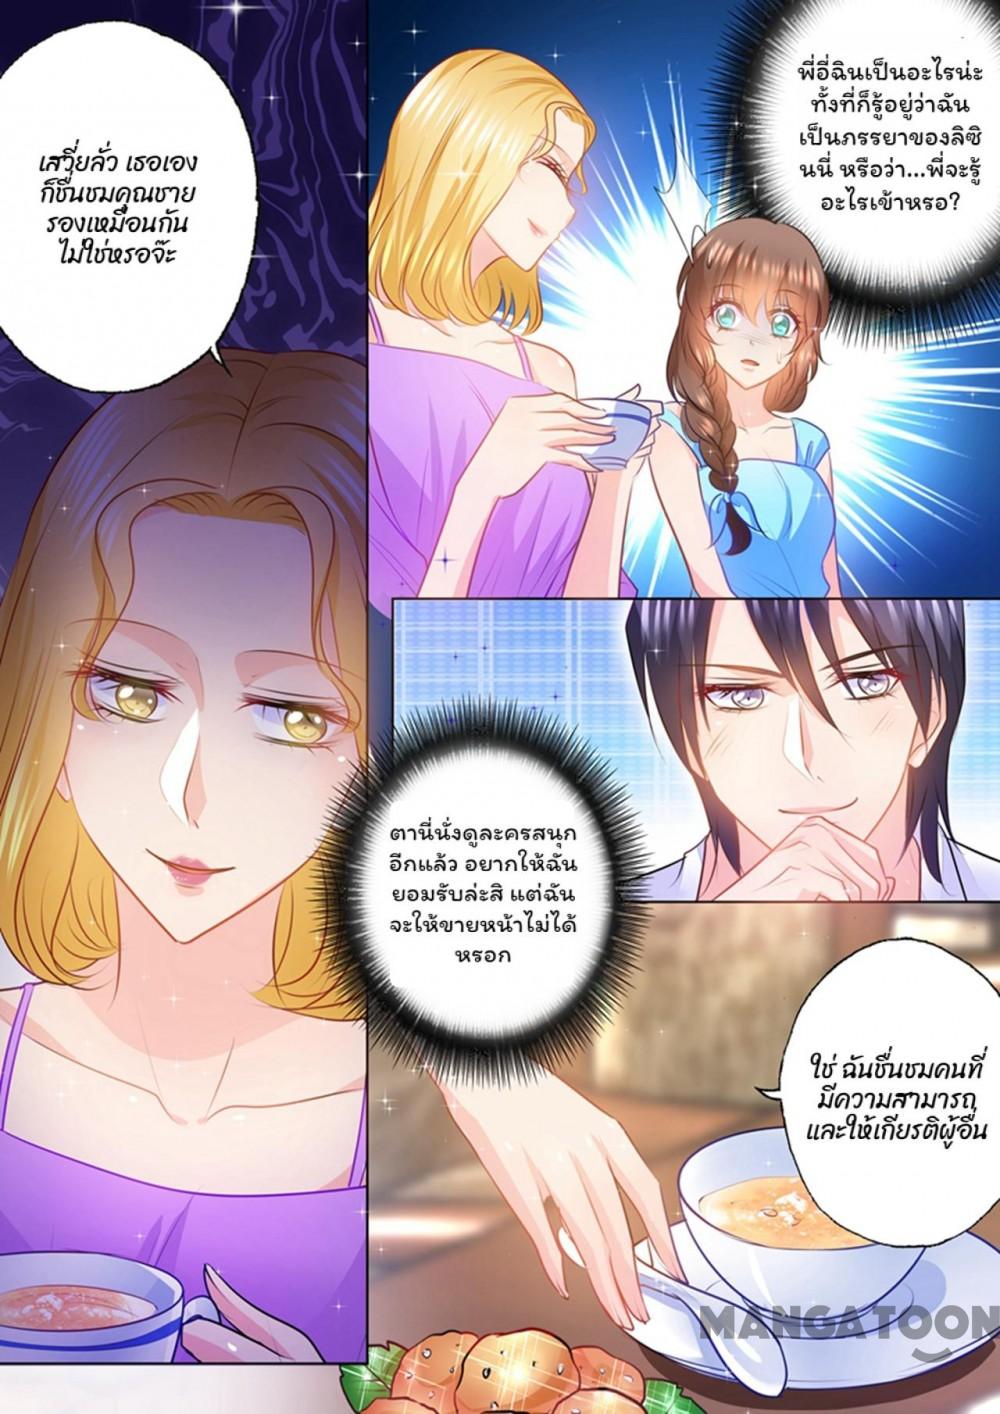 เสวี่ยลั่ว เธอเอง
ก็ชื่นชมคุณชาย
รองเหมือนกัน
ไม่ใช่หรอจ๊ะ
พี่อี่ฉินเป็นอะไรน่ะ
ทั้งที่ก็รู้อยู่ว่าฉัน
เป็นภรรยาของลิซิ
นนี่ หรือว่า...พี่จะรู้
อะไรเข้าหรอ?
ตานี่นั่งดูละครสนุก
อีกแล้ว อยากให้ฉัน
ยอมรับล่ะสิ แต่ฉัน
จะให้ขายหน้าไม่ได้
หรอก
ใช่ ฉันชื่นชมคนที่
มีความสามารถ
และให้เกียรติผู้อื่น
MANGATOON